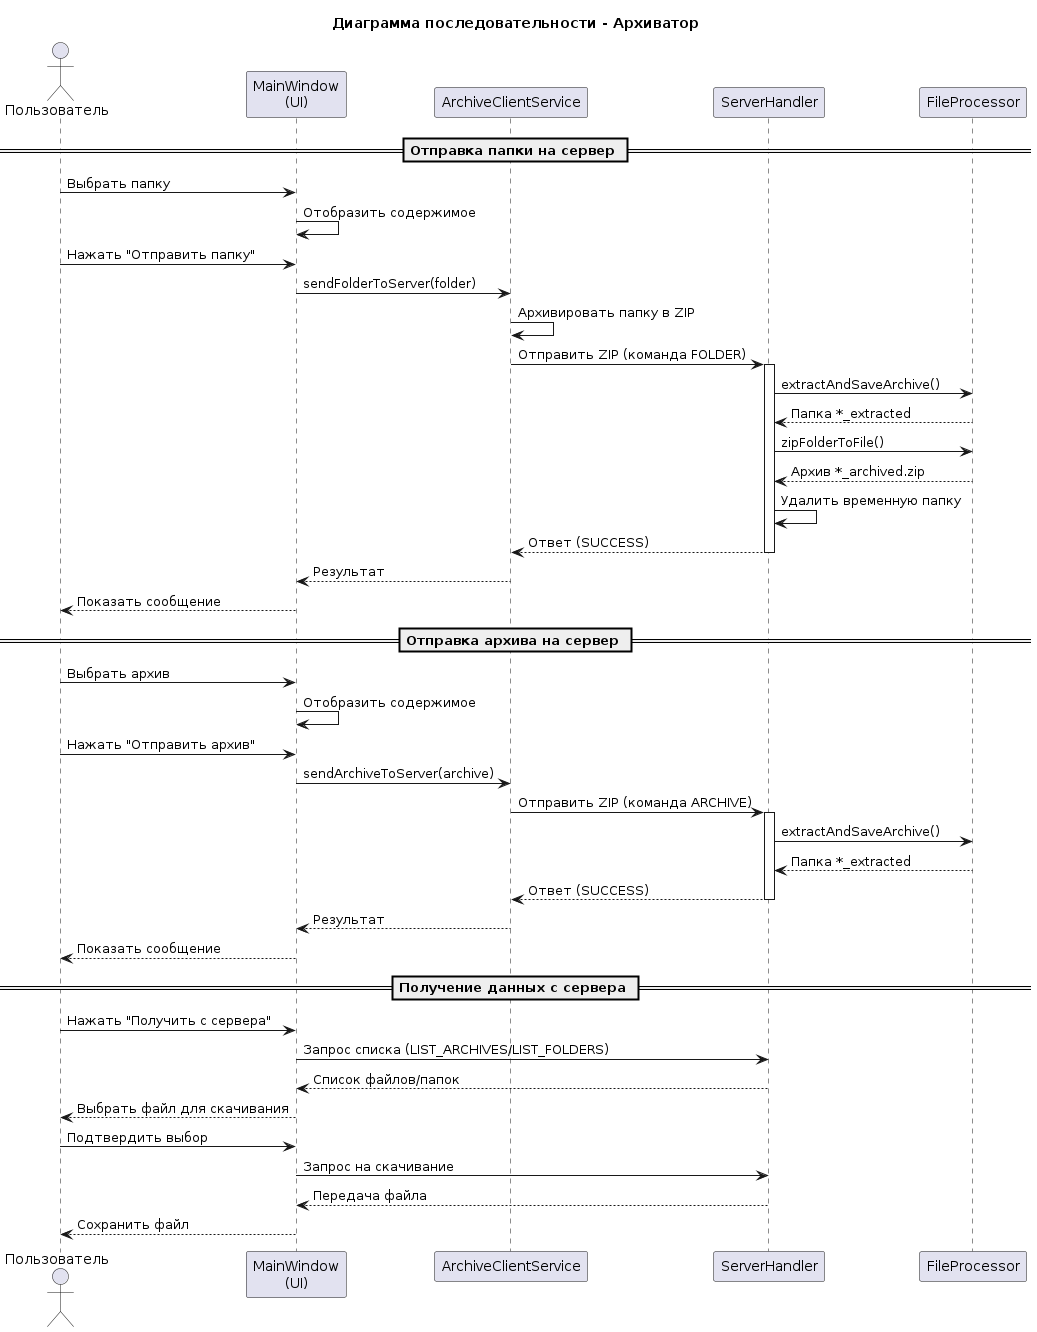 Диаграмма последовательности - Архиватор
Пользователь
MainWindow
(UI)
ArchiveClientService
ServerHandler
FileProcessor
Отправка папки на сервер
Выбрать папку
Отобразить содержимое
Нажать "Отправить папку"
sendFolderToServer(folder)
Архивировать папку в ZIP
Отправить ZIP (команда FOLDER)
extractAndSaveArchive()
Папка *_extracted
zipFolderToFile()
Архив *_archived.zip
Удалить временную папку
Ответ (SUCCESS)
Результат
Показать сообщение
Отправка архива на сервер
Выбрать архив
Отобразить содержимое
Нажать "Отправить архив"
sendArchiveToServer(archive)
Отправить ZIP (команда ARCHIVE)
extractAndSaveArchive()
Папка *_extracted
Ответ (SUCCESS)
Результат
Показать сообщение
Получение данных с сервера
Нажать "Получить с сервера"
Запрос списка (LIST_ARCHIVES/LIST_FOLDERS)
Список файлов/папок
Выбрать файл для скачивания
Подтвердить выбор
Запрос на скачивание
Передача файла
Сохранить файл
Пользователь
MainWindow
(UI)
ArchiveClientService
ServerHandler
FileProcessor